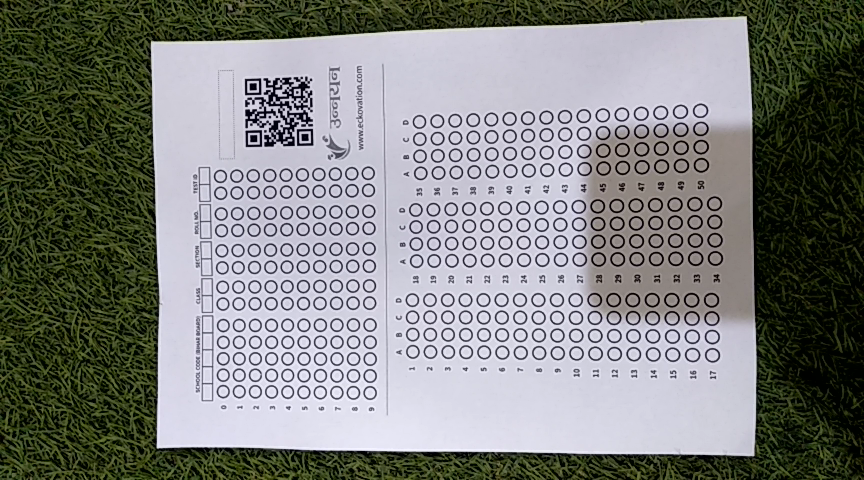 उन्नयन
www.eckovation.com
SCHOOL CODE (BIHAR BOARD) CLASS SECTION ROLL NO. TEST ID
0
1
2
3
4
5
6
7
8
9
A B C D A B C D A B C D
1 18 35
2 19 36
3 20 37
4 21 38
5 22 39
6 23 40
7 24 41
8 25 42
9 26 43
10 27 44
11 28 45
12 29 46
13 30 47
14 31 48
15 32 49
16 33 50
17 34